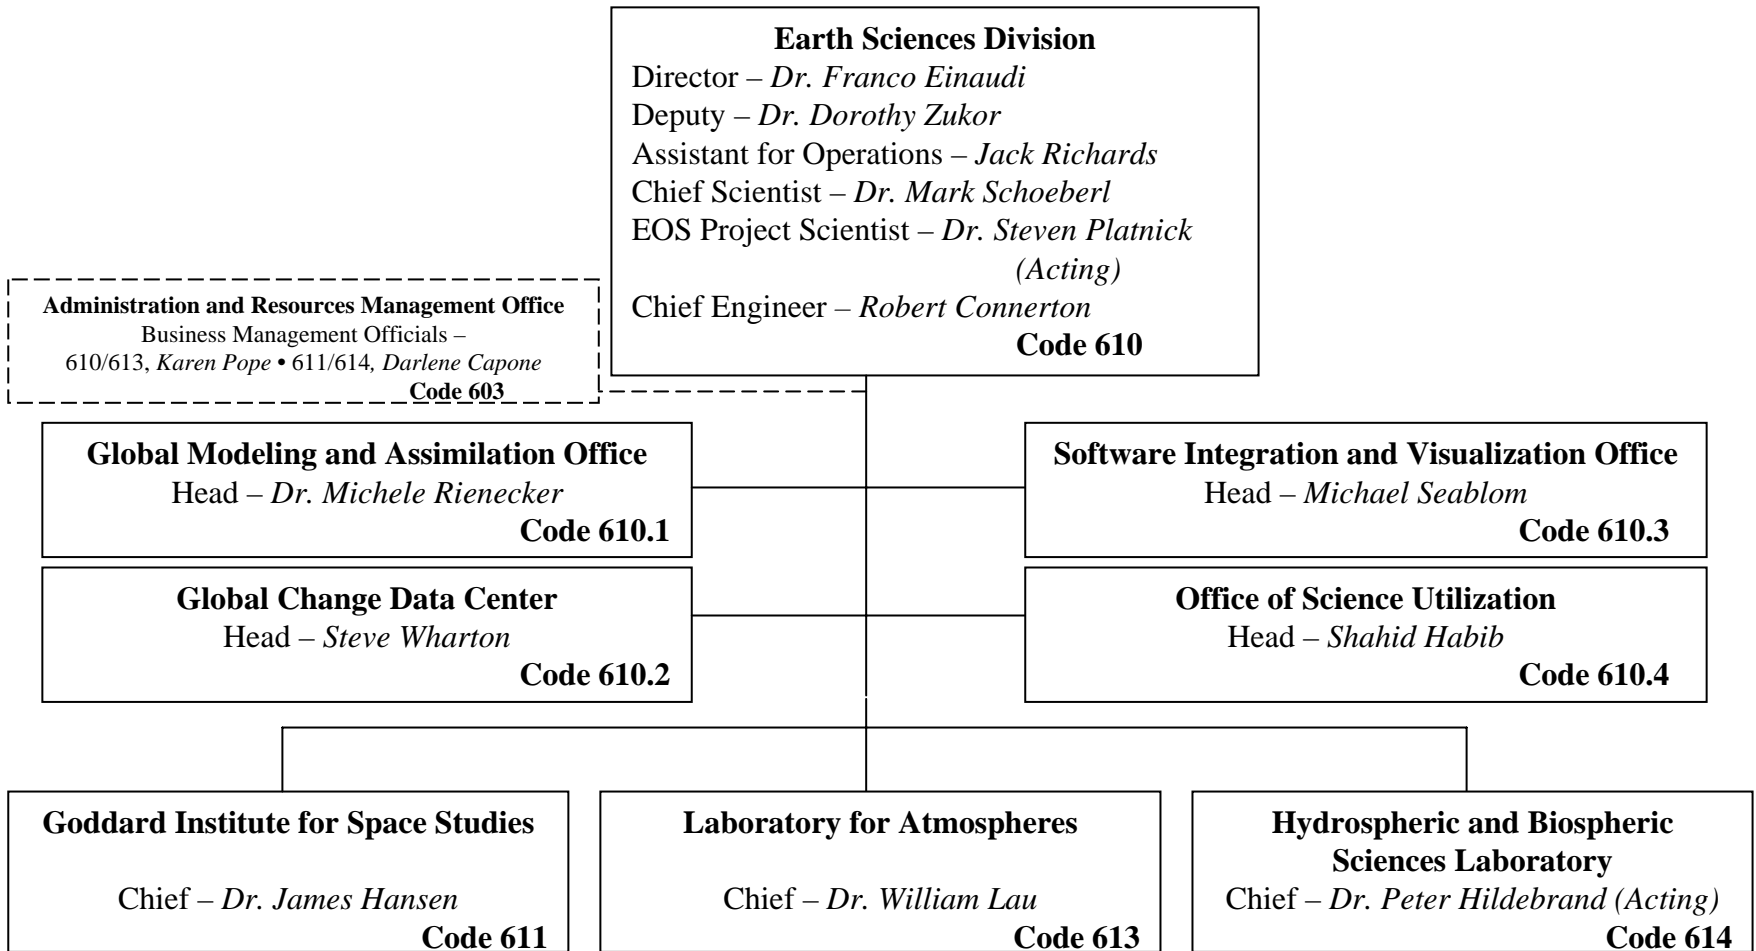 Earth Sciences Division
Director – Dr. Franco Einaudi
Deputy – Dr. Dorothy Zukor
Assistant for Operations – Jack Richards
Chief Scientist – Dr. Mark Schoeberl
EOS Project Scientist – Dr. Steven Platnick
(Acting)
Chief Engineer – Robert Connerton
Code 610
Administration and Resources Management Office
Business Management Officials –
610/613, Karen Pope • 611/614, Darlene Capone
Code 603
Global Modeling and Assimilation Office
Head – Dr. Michele Rienecker
Code 610.1
Software Integration and Visualization Office
Head – Michael Seablom
Code 610.3
Global Change Data Center
Head – Steve Wharton
Code 610.2
Office of Science Utilization
Head – Shahid Habib
Code 610.4
Goddard Institute for Space Studies
Chief – Dr. James Hansen
Code 611
Laboratory for Atmospheres
Chief – Dr. William Lau
Code 613
Hydrospheric and Biospheric
Sciences Laboratory
Chief – Dr. Peter Hildebrand (Acting)
Code 614